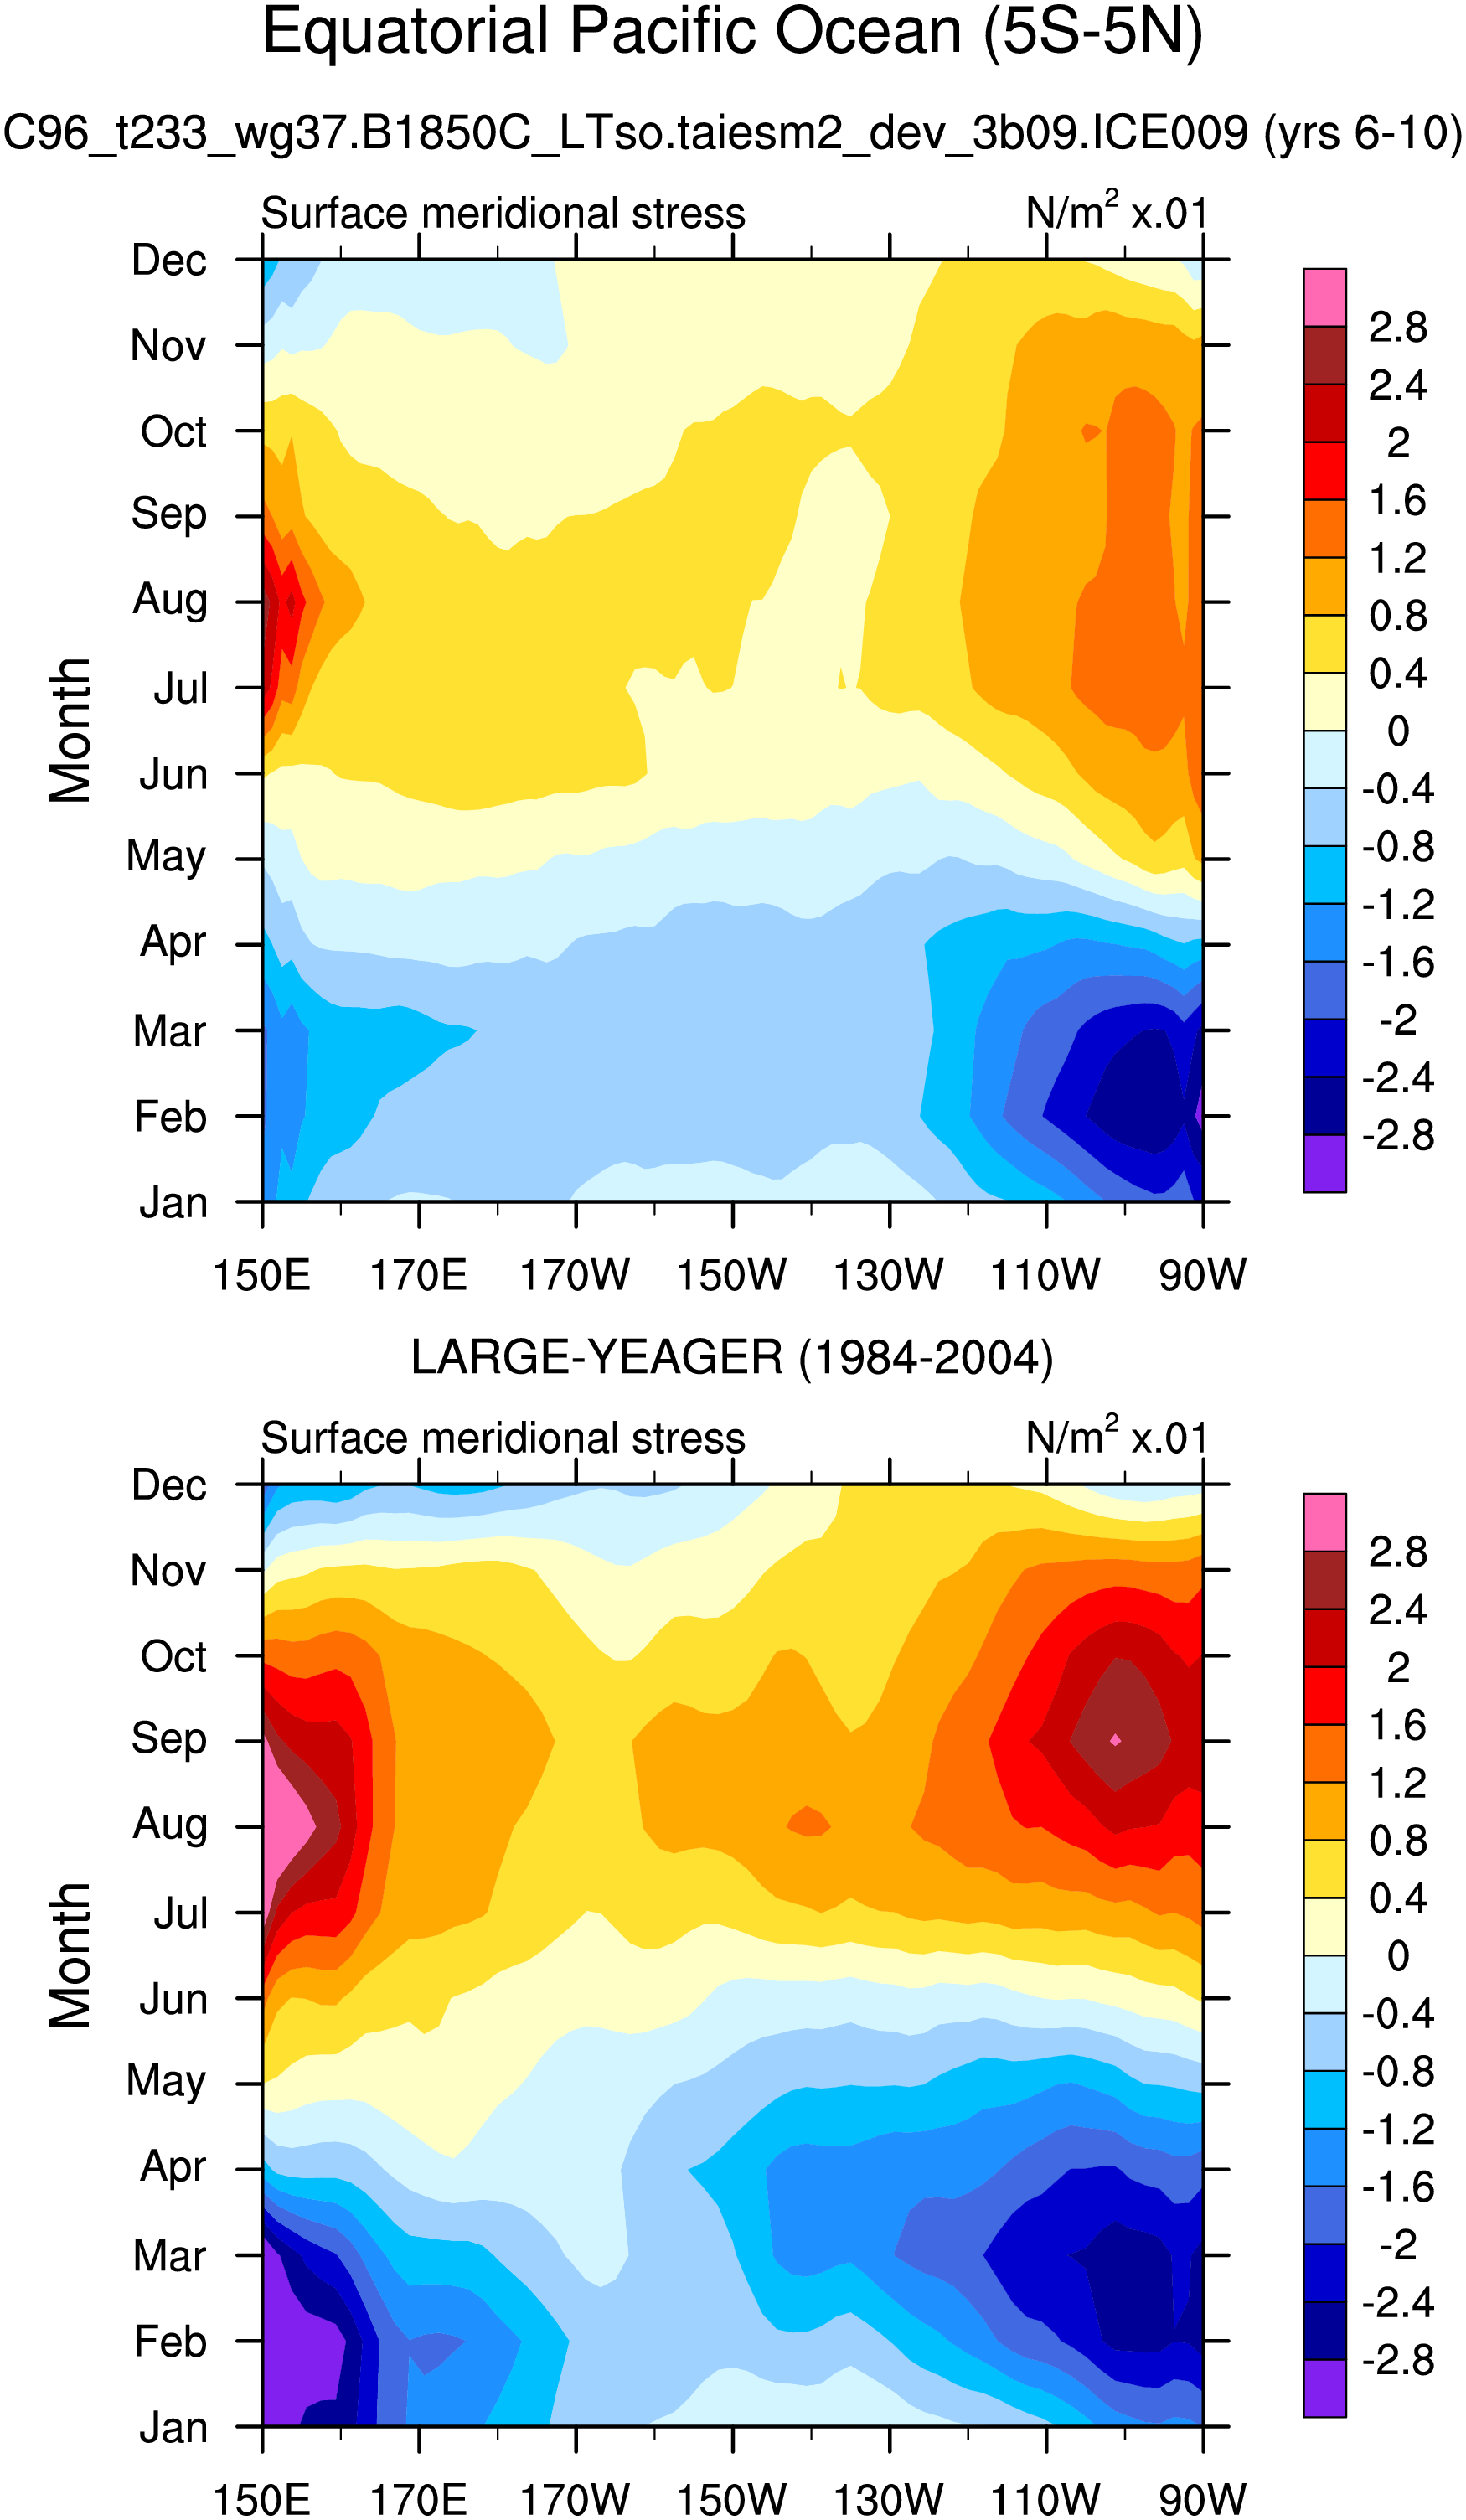 Equatorial Pacific Ocean (5S-5N)
C96_t233_wg37.B1850C_LTso.taiesm2_dev_3b09.ICE009 (yrs 6-10)
Surface meridional stress
N/m² x.01
Dec
Nov
Oct
Sep
Aug
Jul
Jun
May
Apr
Mar
Feb
Jan
Month
150E
170E
170W
150W
130W
110W
90W
2.8
2.4
2
1.6
1.2
0.8
0.4
0
-0.4
-0.8
-1.2
-1.6
-2
-2.4
-2.8
LARGE-YEAGER (1984-2004)
Surface meridional stress
N/m² x.01
Dec
Nov
Oct
Sep
Aug
Jul
Jun
May
Apr
Mar
Feb
Jan
Month
150E
170E
170W
150W
130W
110W
90W
2.8
2.4
2
1.6
1.2
0.8
0.4
0
-0.4
-0.8
-1.2
-1.6
-2
-2.4
-2.8